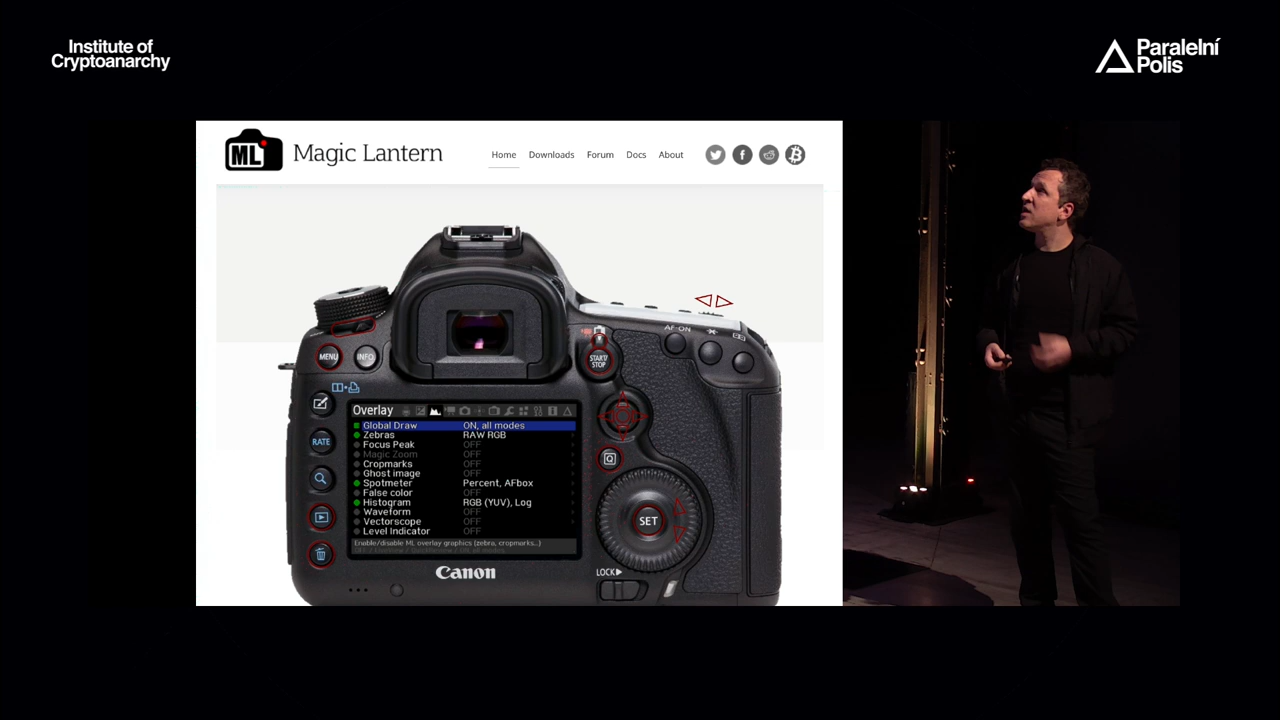 Institute of
Cryptoanarchy
Paralelní
Polis
ML
Magic Lantern
Home Downloads Forum Docs About
AF-ON
MENU INFO.
START/
STOP
RATE
Overlay
Global Draw ON, all modes
Zebras RAW RGB
Focus Peak OFF
Magic Zoom OFF
Cropmarks OFF
Ghost image OFF
Spotmeter Percent, AFbox
False color OFF
Histogram RGB (YUV), Log
Waveform OFF
Vectorscope OFF
Level Indicator OFF
Enable/disable ML overlay graphics (zebra, cropmarks..)
SET
Canon
LOCK▶